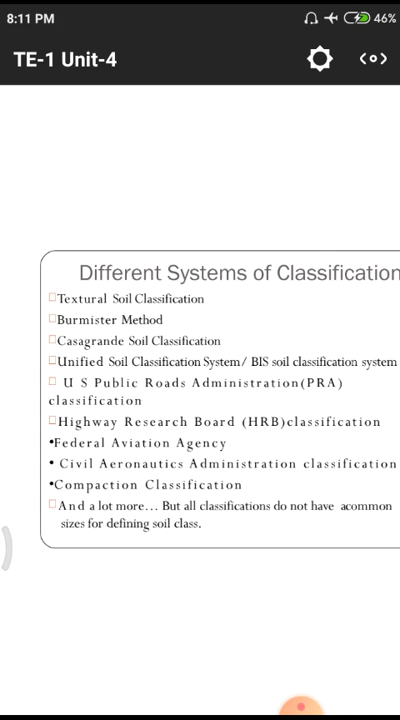 8:11 PM
46%
TE-1 Unit-4
Different Systems of Classification
Textural Soil Classification
Burmister Method
Casagrande Soil Classification
Unified Soil Classification System/ BIS soil classification system
U S Public Roads Administration(PRA)
classification
Highway Research Board (HRB)classification
•Federal Aviation Agency
• Civil Aeronautics Administration classification
•Compaction Classification
And a lot more… But all classifications do not have acommon
sizes for defining soil class.